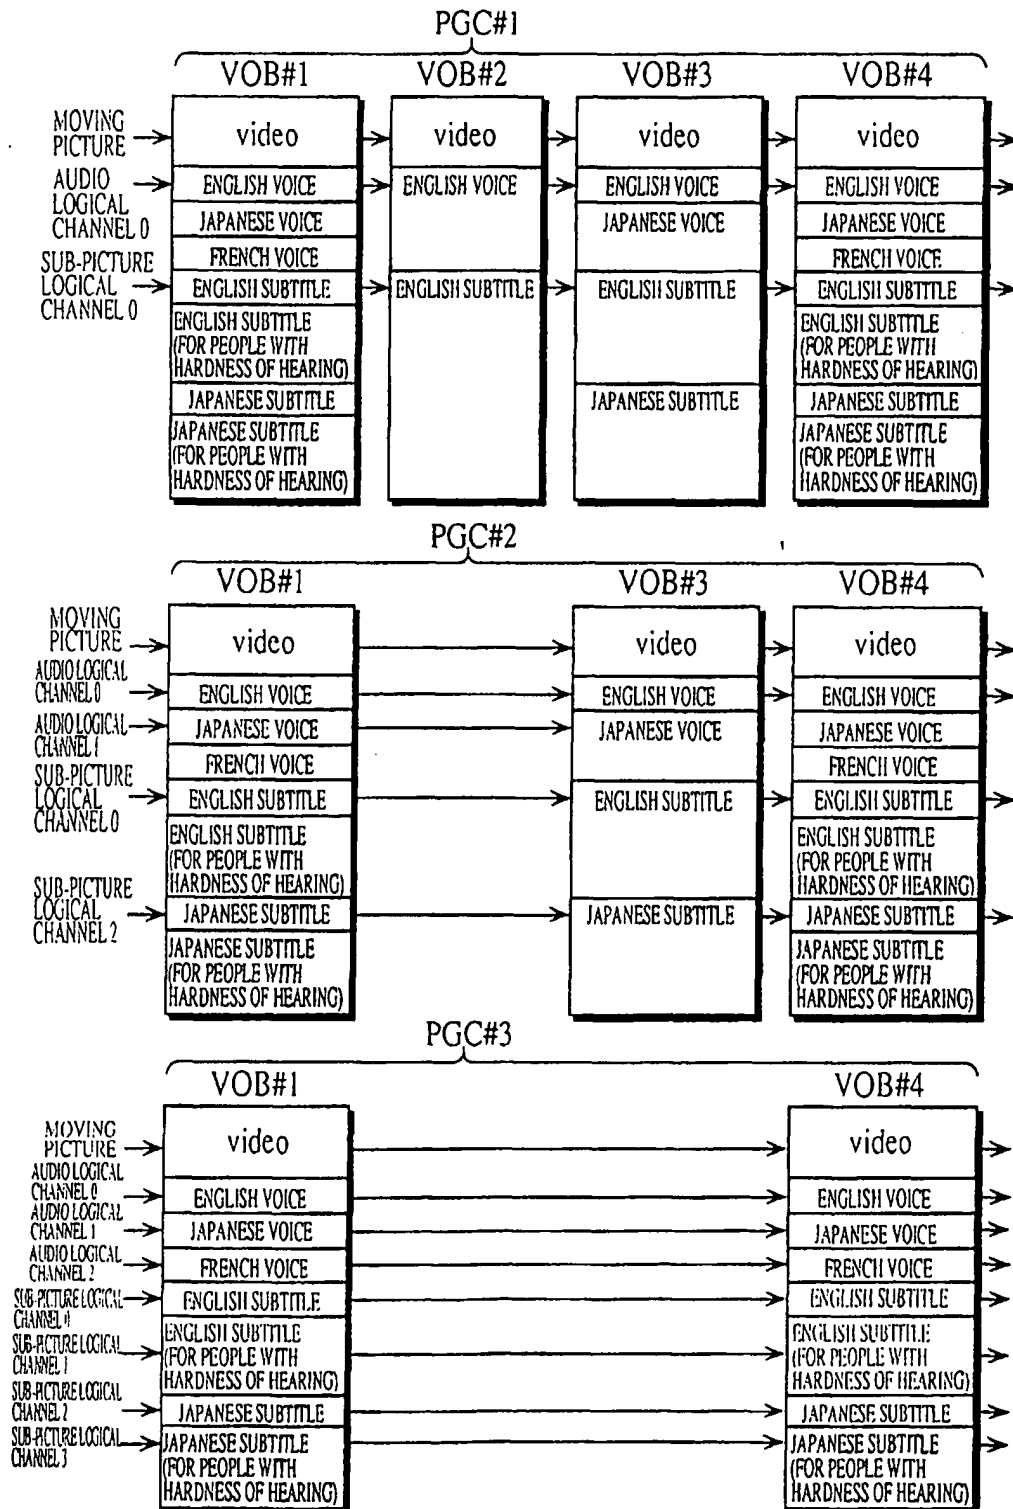 PGC#1
VOB#1 VOB#2 VOB#3 VOB#4
MOVING
PICTURE
AUDIO
LOGICAL
CHANNEL 0
SUB-PICTURE
LOGICAL
CHANNEL 0
video
ENGLISH VOICE
JAPANESE VOICE
FRENCH VOICE
ENGLISH SUBTITLE
ENGLISH SUBTITLE
(FOR PEOPLE WITH
HARDNESS OF HEARING)
JAPANESE SUBTITLE
JAPANESE SUBTITLE
(FOR PEOPLE WITH
HARDNESS OF HEARING)
video
ENGLISH VOICE
ENGLISH SUBTITLE
video
ENGLISH VOICE
JAPANESE VOICE
ENGLISH SUBTITLE
JAPANESE SUBTITLE
video
ENGLISH VOICE
JAPANESE VOICE
FRENCH VOICE
ENGLISH SUBTITLE
ENGLISH SUBTITLE
(FOR PEOPLE WITH
HARDNESS OF HEARING)
JAPANESE SUBTITLE
JAPANESE SUBTITLE
(FOR PEOPLE WITH
HARDNESS OF HEARING)
PGC#2
VOB#1 VOB#3 VOB#4
MOVING
PICTURE
AUDIO LOGICAL
CHANNEL 0
AUDIO LOGICAL
CHANNEL 1
SUB-PICTURE
LOGICAL
CHANNEL 0
SUB-PICTURE
LOGICAL
CHANNEL 2
video
ENGLISH VOICE
JAPANESE VOICE
FRENCH VOICE
ENGLISH SUBTITLE
ENGLISH SUBTITLE
(FOR PEOPLE WITH
HARDNESS OF HEARING)
JAPANESE SUBTITLE
JAPANESE SUBTITLE
(FOR PEOPLE WITH
HARDNESS OF HEARING)
video
ENGLISH VOICE
JAPANESE VOICE
ENGLISH SUBTITLE
JAPANESE SUBTITLE
video
ENGLISH VOICE
JAPANESE VOICE
FRENCH VOICE
ENGLISH SUBTITLE
ENGLISH SUBTITLE
(FOR PEOPLE WITH
HARDNESS OF HEARING)
JAPANESE SUBTITLE
JAPANESE SUBTITLE
(FOR PEOPLE WITH
HARDNESS OF HEARING)
PGC#3
VOB#1 VOB#4
MOVING
PICTURE
AUDIO LOGICAL
CHANNEL 0
AUDIO LOGICAL
CHANNEL 1
AUDIO LOGICAL
CHANNEL 2
SUB-PICTURE LOGICAL
CHANNEL 0
SUB-PICTURE LOGICAL
CHANNEL 1
SUB-PICTURE LOGICAL
CHANNEL 2
SUB-PICTURE LOGICAL
CHANNEL 3
video
ENGLISH VOICE
JAPANESE VOICE
FRENCH VOICE
ENGLISH SUBTITLE
ENGLISH SUBTITLE
(FOR PEOPLE WITH
HARDNESS OF HEARING)
JAPANESE SUBTITLE
JAPANESE SUBTITLE
(FOR PEOPLE WITH
HARDNESS OF HEARING)
video
ENGLISH VOICE
JAPANESE VOICE
FRENCH VOICE
ENGLISH SUBTITLE
ENGLISH SUBTITLE
(FOR PEOPLE WITH
HARDNESS OF HEARING)
JAPANESE SUBTITLE
JAPANESE SUBTITLE
(FOR PEOPLE WITH
HARDNESS OF HEARING)